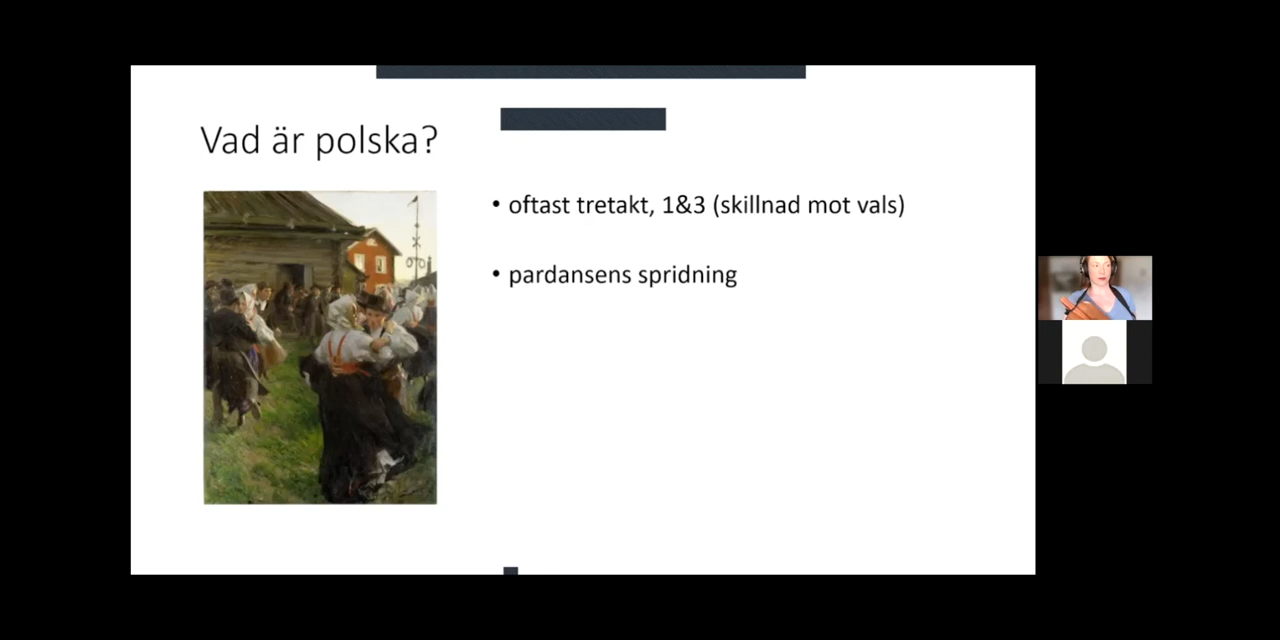 Vad är polska?
• oftast tretakt, 1&3 (skillnad mot vals)
• pardansens spridning